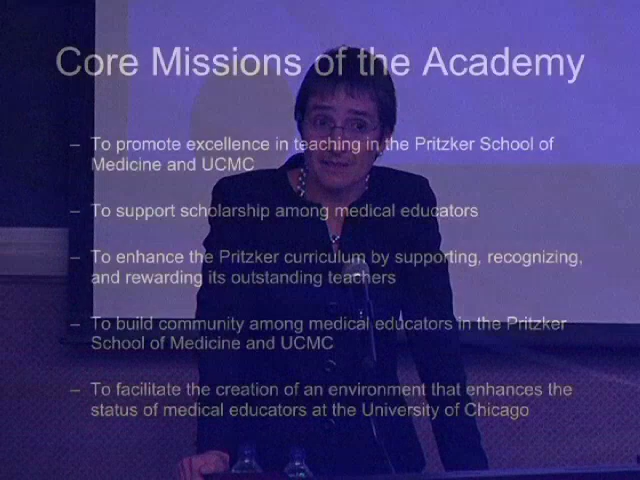 Core Missions of the Academy
– To promote excellence in teaching in the Pritzker School of
Medicine and UCMC
– To support scholarship among medical educators
– To enhance the Pritzker curriculum by supporting, recognizing,
and rewarding its outstanding teachers
– To build community among medical educators in the Pritzker
School of Medicine and UCMC
– To facilitate the creation of an environment that enhances the
status of medical educators at the University of Chicago